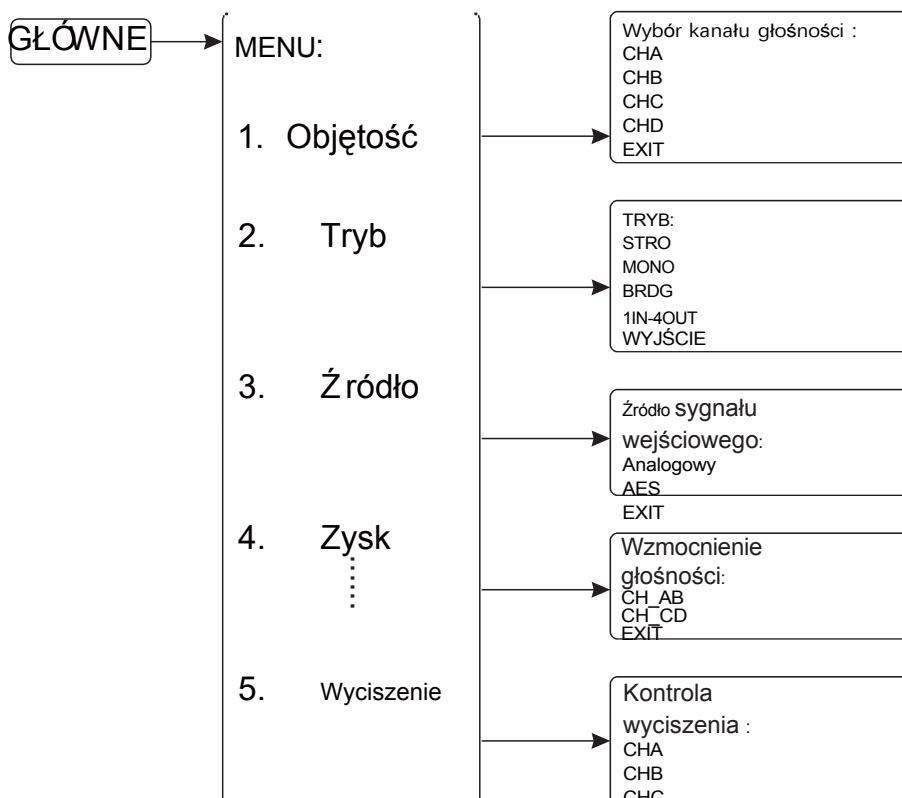 GŁÓWNE
MENU:
1. Objętość
2. Tryb
3. Źródło
4. Zysk
5. Wyciszenie
Wybór kanału głośności :
CHA
CHB
CHC
CHD
EXIT
TRYB:
STRO
MONO
BRDG
1IN-4OUT
WYJŚCIE
Źródło sygnału
wejściowego:
Analogowy
AES
EXIT
Wzmocnienie
głośności:
CH_AB
CH_CD
EXIT
Kontrola
wyciszenia :
CHA
CHB
CHC